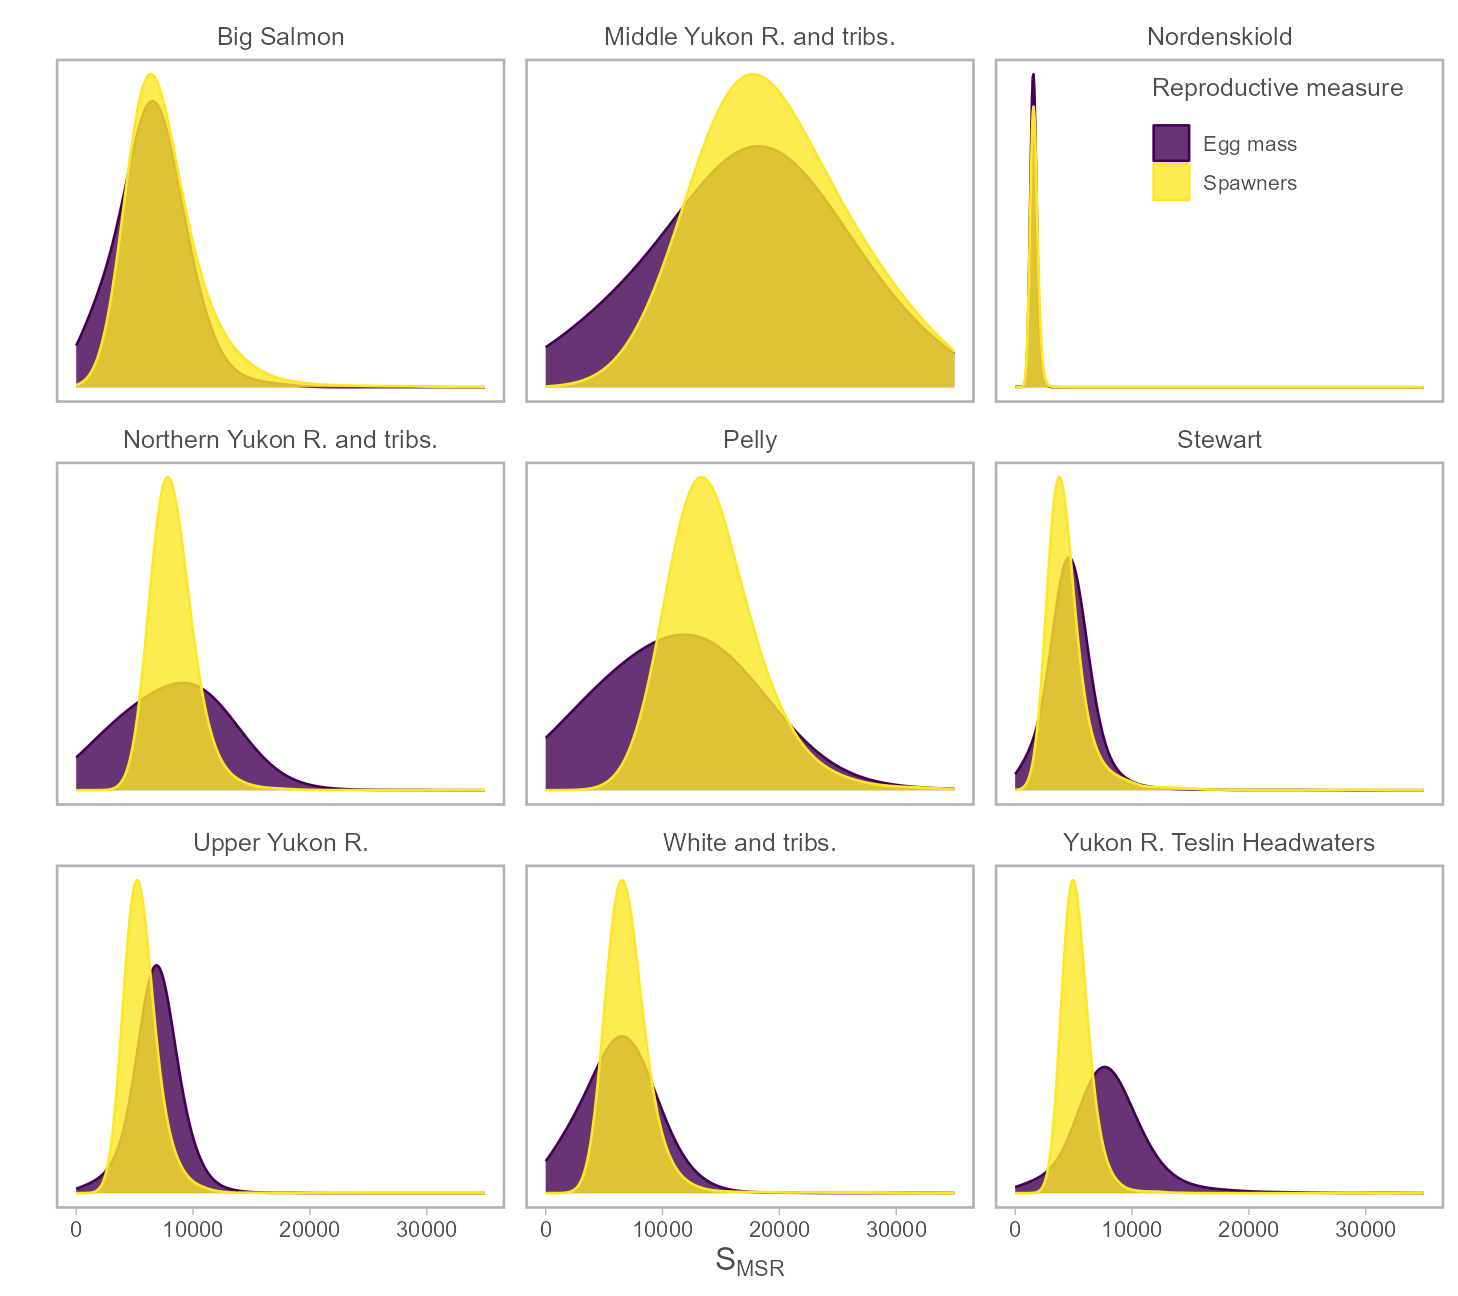 Big Salmon
Middle Yukon R. and tribs.
Nordenskiold
Reproductive measure
Egg mass
Spawners
Northern Yukon R. and tribs.
Pelly
Stewart
Upper Yukon R.
White and tribs.
Yukon R. Teslin Headwaters
0 10000 20000 30000
0 10000 20000 30000
0 10000 20000 30000
SMSR